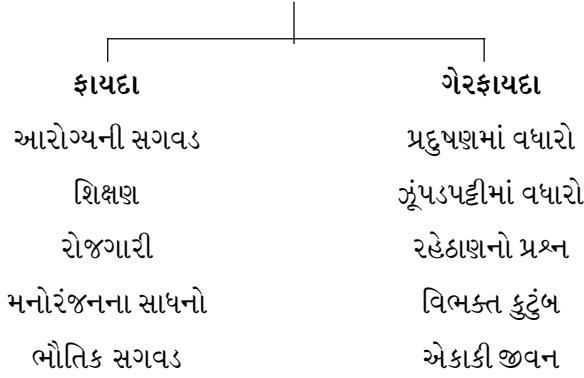 ફાયદા ગેરફાયદા
આરોગ્યની સગવડ પ્રદુષણમાં વધારો
શિક્ષણ ઝૂંપડપટ્ટીમાં વધારો
રોજગારી રહેઠાણનો પ્રશ્ન
મનોરંજનના સાધનો વિભક્ત કુટુંબ
ભૌતિક સગવડ એકાકી જીવન